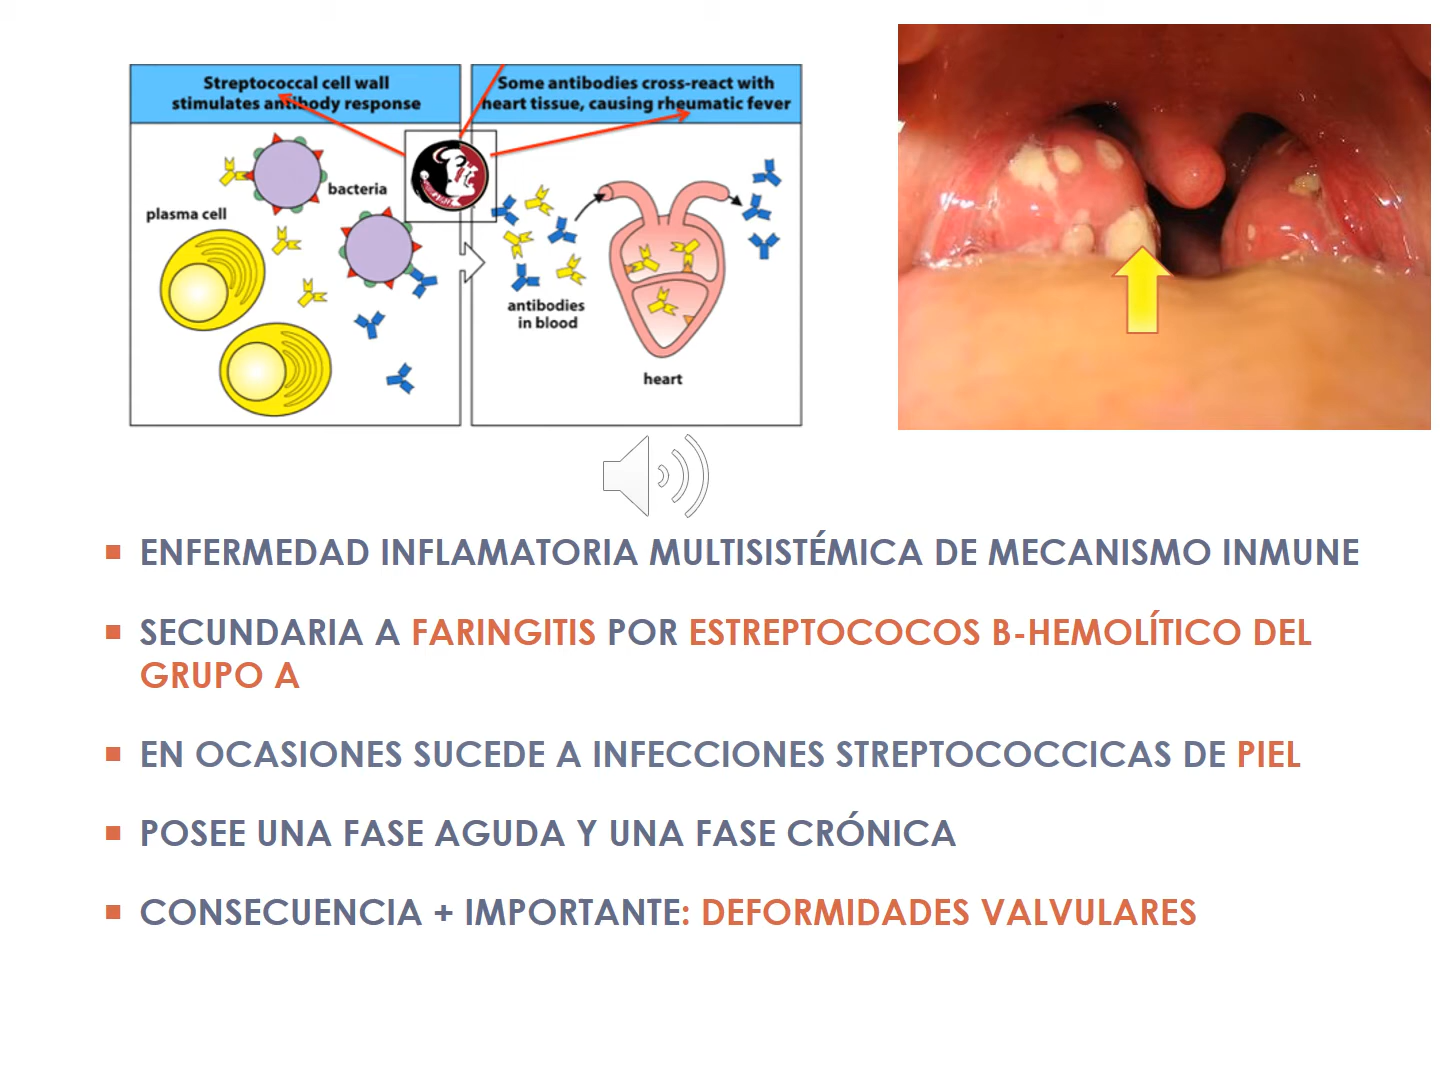 Streptococcal cell wall
stimulates antibody response
Some antibodies cross-react with
heart tissue, causing rheumatic fever
bacteria
plasma cell
antibodies
in blood
heart
ENFERMEDAD INFLAMATORIA MULTISISTÉMICA DE MECANISMO INMUNE
SECUNDARIA A FARINGITIS POR ESTREPTOCOCOS B-HEMOLÍTICO DEL
GRUPO A
EN OCASIONES SUCEDE A INFECCIONES STREPTOCOCCICAS DE PIEL
POSEE UNA FASE AGUDA Y UNA FASE CRÓNICA
CONSECUENCIA + IMPORTANTE: DEFORMIDADES VALVULARES